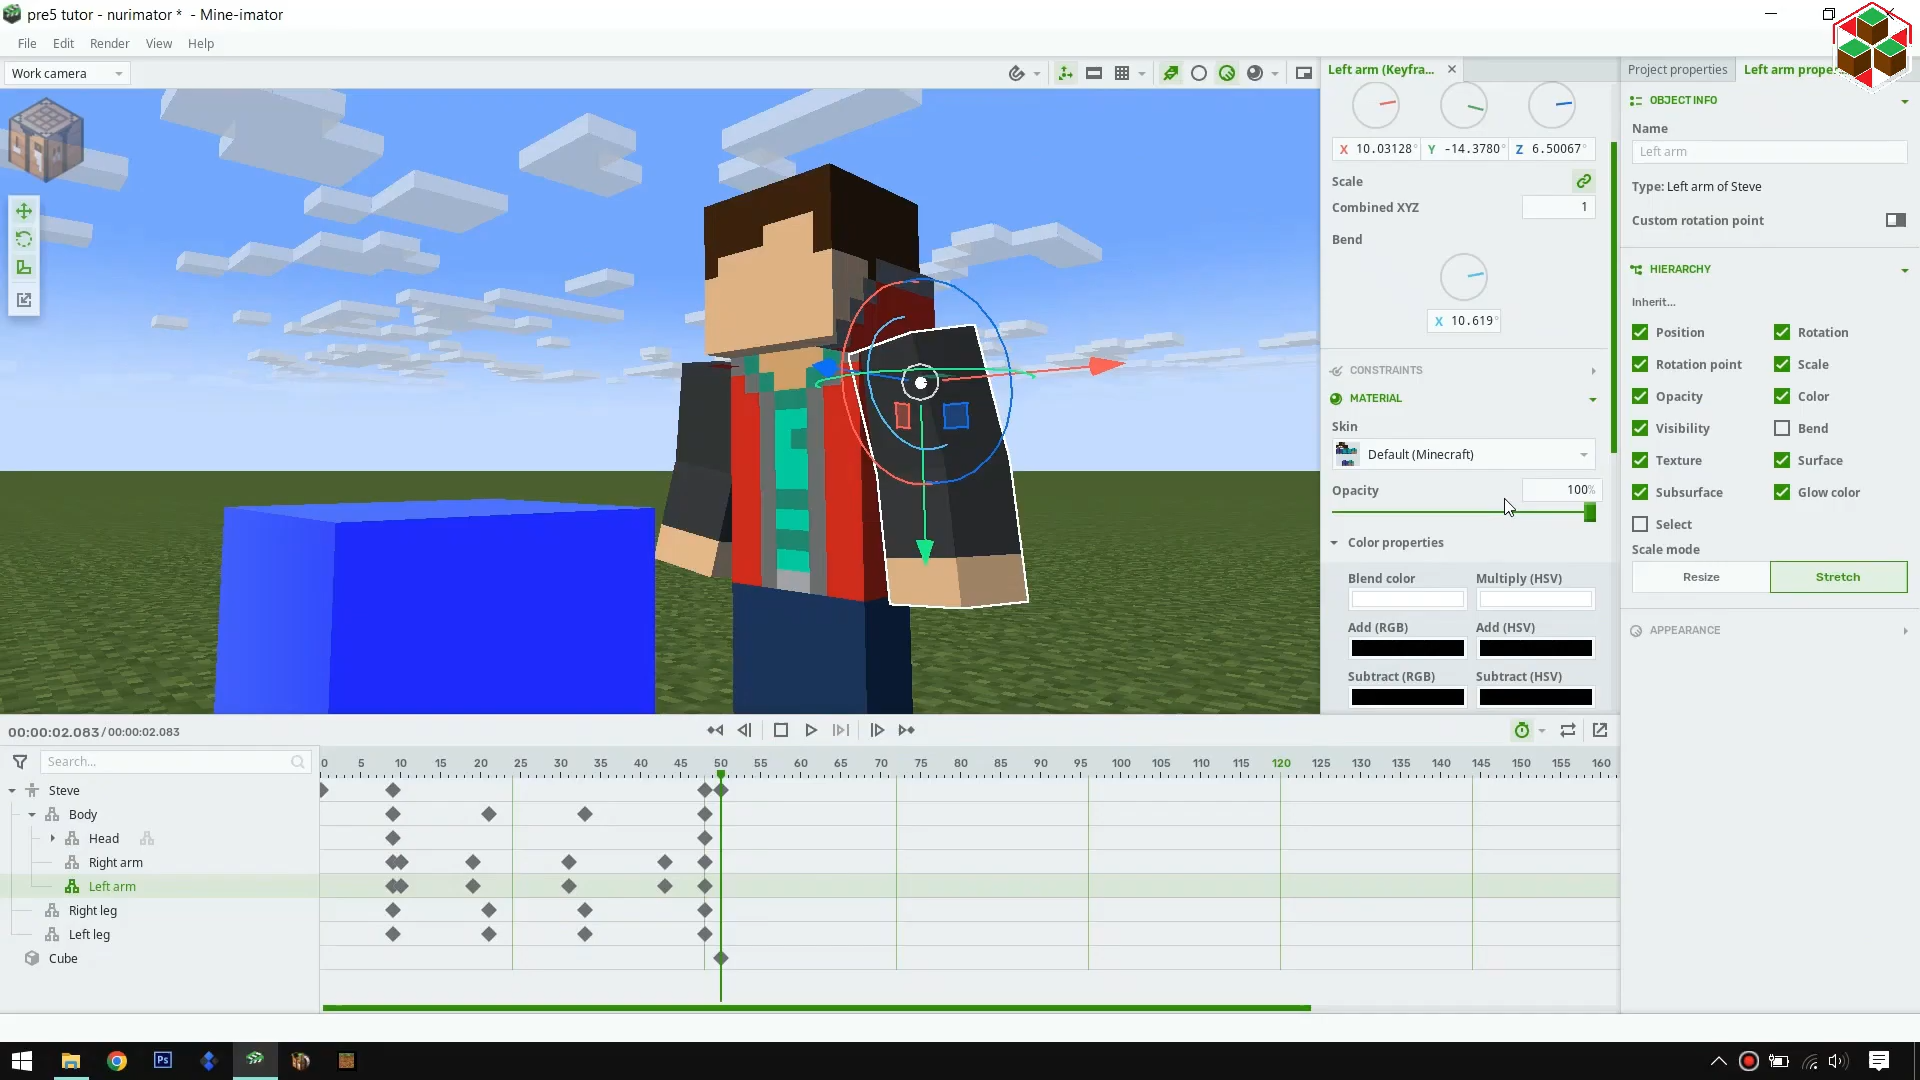 pre5 tutor - nurimator * - Mine-imator
File Edit Render View Help
Work camera
Left arm (Keyfra...
Project properties
Left arm prope
X 10.03128° Y -14.3780° Z 6.50067°
Scale
Combined XYZ 1
Bend
X 10.619°
CONSTRAINTS
MATERIAL
Skin
Default (Minecraft)
Opacity 100%
Color properties
Blend color Multiply (HSV)
Add (RGB) Add (HSV)
Subtract (RGB) Subtract (HSV)
OBJECT INFO
Name
Left arm
Type: Left arm of Steve
Custom rotation point
HIERARCHY
Inherit...
Position Rotation
Rotation point Scale
Opacity Color
Visibility Bend
Texture Surface
Subsurface Glow color
Select
Scale mode
Resize Stretch
APPEARANCE
00:00:02.083 / 00:00:02.083
Search...
0 5 10 15 20 25 30 35 40 45 50 55 60 65 70 75 80 85 90 95 100 105 110 115 120 125 130 135 140 145 150 155 160
Steve
Body
Head
Right arm
Left arm
Right leg
Left leg
Cube
Ps